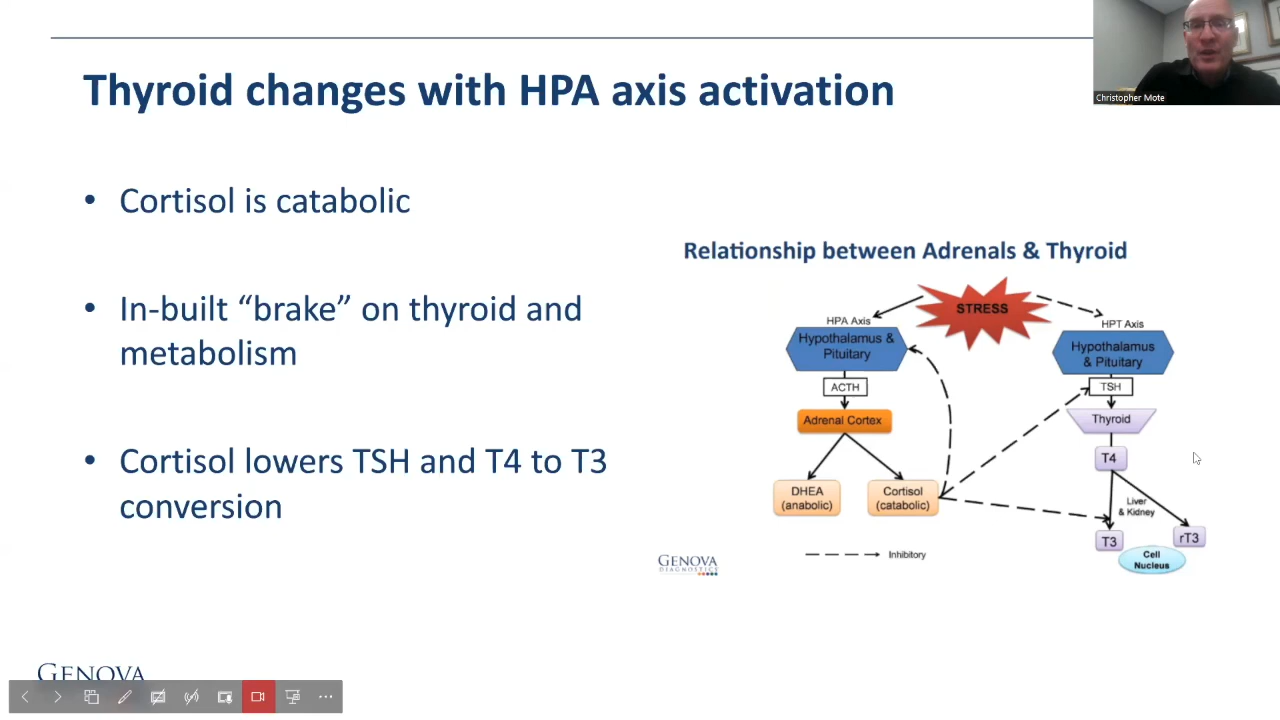 Thyroid changes with HPA axis activation
Christopher Mote
• Cortisol is catabolic
• In-built “brake” on thyroid and
metabolism
• Cortisol lowers TSH and T4 to T3
conversion
Relationship between Adrenals & Thyroid
STRESS
HPA Axis
Hypothalamus &
Pituitary
ACTH
Adrenal Cortex
DHEA
(anabolic)
Cortisol
(catabolic)
HPT Axis
Hypothalamus
& Pituitary
TSH
Thyroid
T4
Liver
& Kidney
T3
rT3
Cell
Nucleus
Inhibitory
GENOVA
DIAGNOSTICS
GENOVA